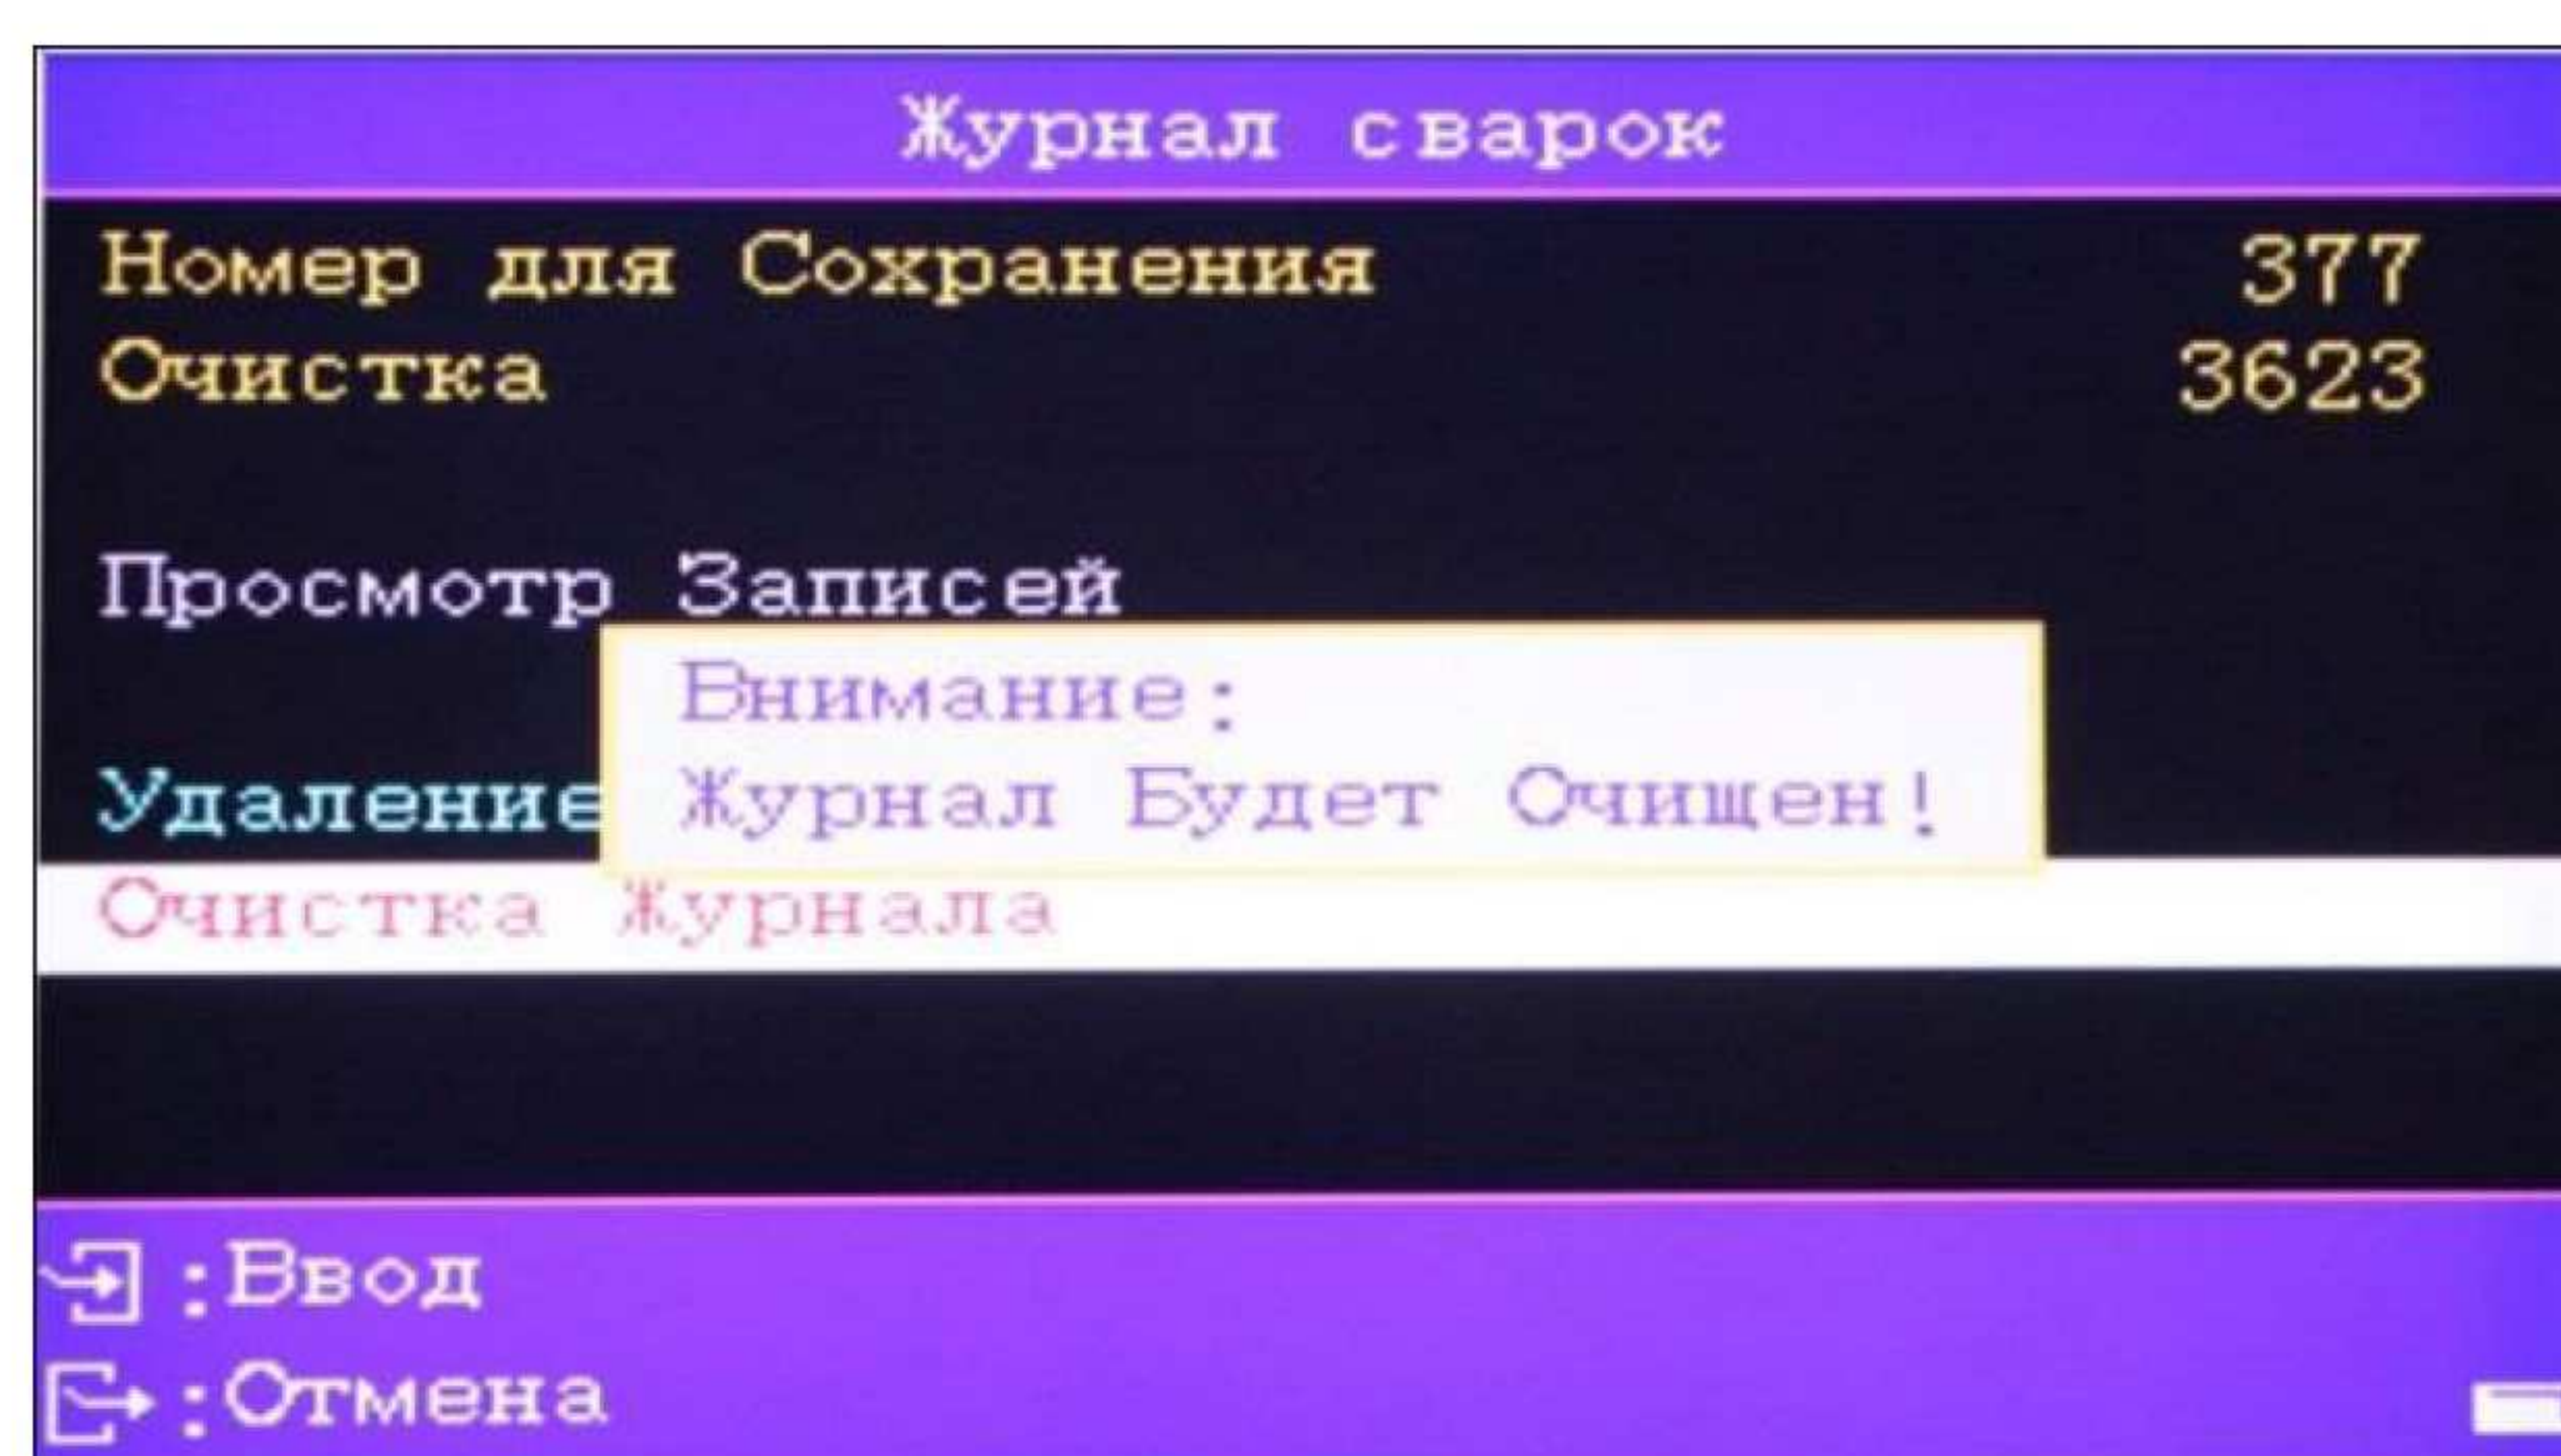 Журнал сварок
Номер для Сохранения 377
Очистка 3623
Просмотр Записей
Внимание:
Удаление Журнал Будет Очищен!
Очистка Журнала
:Ввод
:Отмена